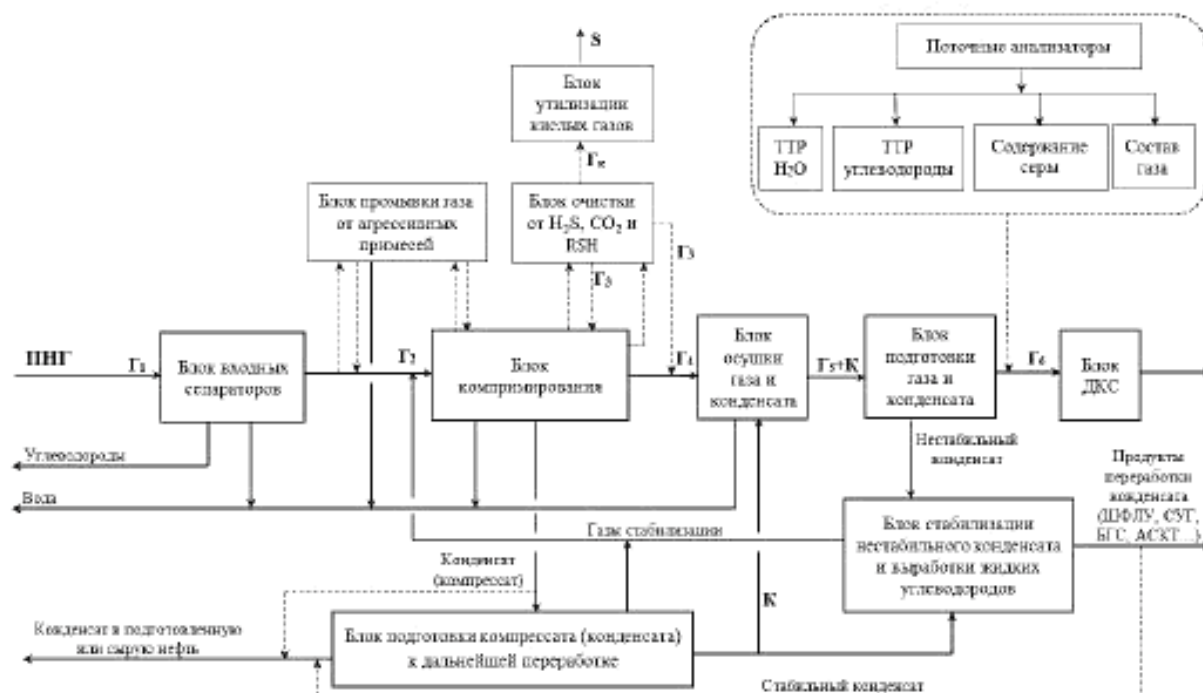 S
Поточные анализаторы
Блок
утилизации
кислых газов
ТТР
H₂O
ТТР
углеводороды
Содержание
серы
Состав
газа
Блок промывки газа
от агрессивных
примесей
Блок очистки
от H₂S, CO₂ и
RSH
Г₃
Г₃
ПНГ
Г₁
Блок входных
сепараторов
Г₂
Блок
компримирования
Г₄
Блок
осушки
газа и
конденсата
Г₅+К
Блок
подготовки
газа и
конденсата
Г₆
Блок
ДКС
Углеводороды
Вода
Нестабильный
конденсат
Продукты
переработки
конденсата
(ШФЛУ, СУГ,
БГС, АСКТ...)
Газы стабилизации
Блок стабилизации
нестабильного конденсата
и выработки жидких
углеводородов
Конденсат
(компрессат)
К
Конденсат в подготовленную
или сырую нефть
Блок подготовки компрессата (конденсата)
к дальнейшей переработке
Стабильный конденсат